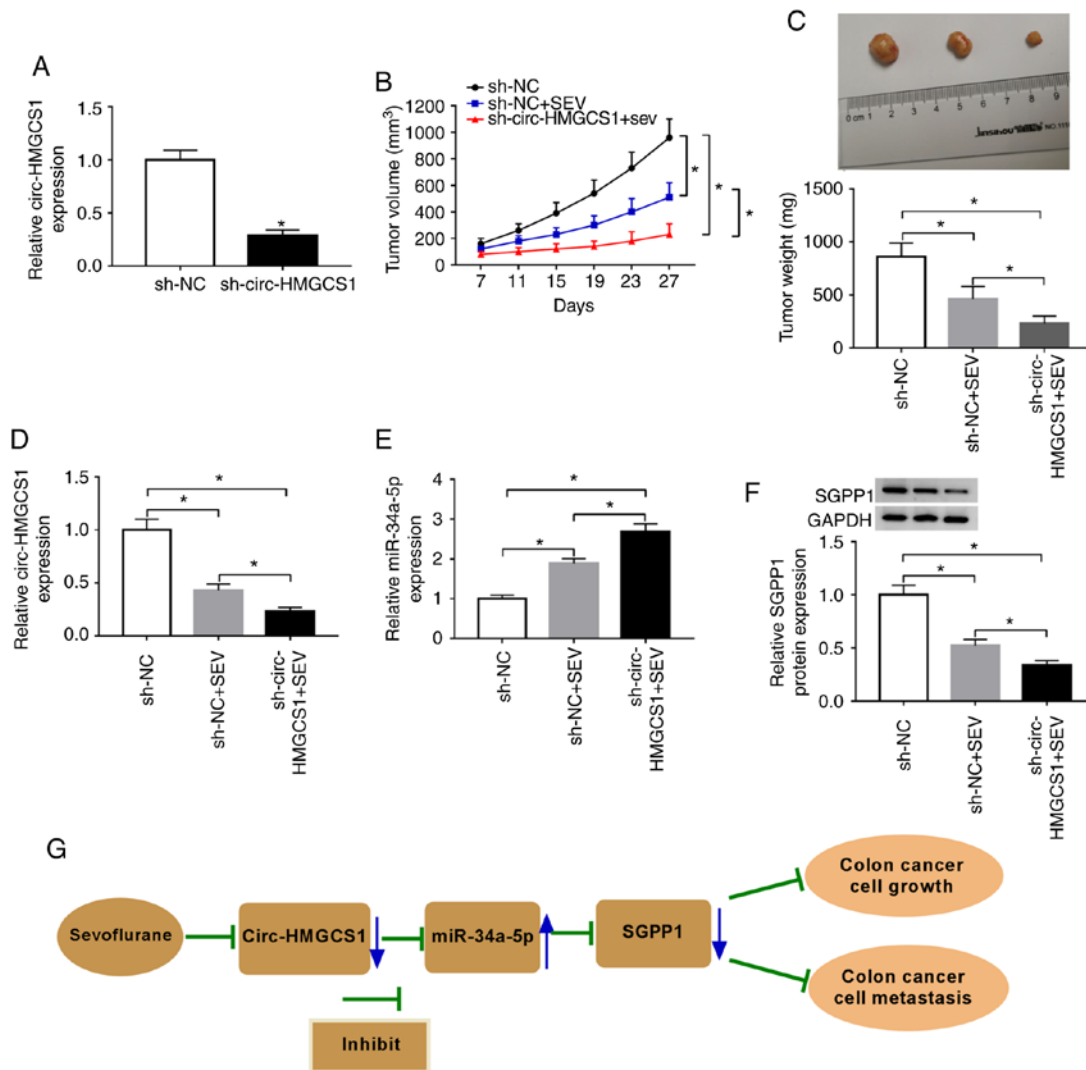 A
Relative circ-HMGCS1
expression
1.5
1.0
0.5
0.0
*
sh-NC
sh-circ-HMGCS1
B
Tumor volume (mm³)
sh-NC
sh-NC+SEV
sh-circ-HMGCS1+sev
1200
1000
800
600
400
200
0
*
*
*
7 11 15 19 23 27
Days
C
0 cm 1 2 3 4 5 6 7 8 9
Tumor weight (mg)
1500
1000
500
0
*
*
*
sh-NC
sh-NC+SEV
sh-circ-
HMGCS1+SEV
D
Relative circ-HMGCS1
expression
1.5
1.0
0.5
0.0
*
*
*
sh-NC
sh-NC+SEV
sh-circ-
HMGCS1+SEV
E
Relative miR-34a-5p
expression
4
3
2
1
0
*
*
*
sh-NC
sh-NC+SEV
sh-circ-
HMGCS1+SEV
F
SGPP1
GAPDH
Relative SGPP1
protein expression
1.5
1.0
0.5
0.0
*
*
*
sh-NC
sh-NC+SEV
sh-circ-
HMGCS1+SEV
G
Sevoflurane
Circ-HMGCS1
miR-34a-5p
SGPP1
Colon cancer
cell growth
Colon cancer
cell metastasis
Inhibit